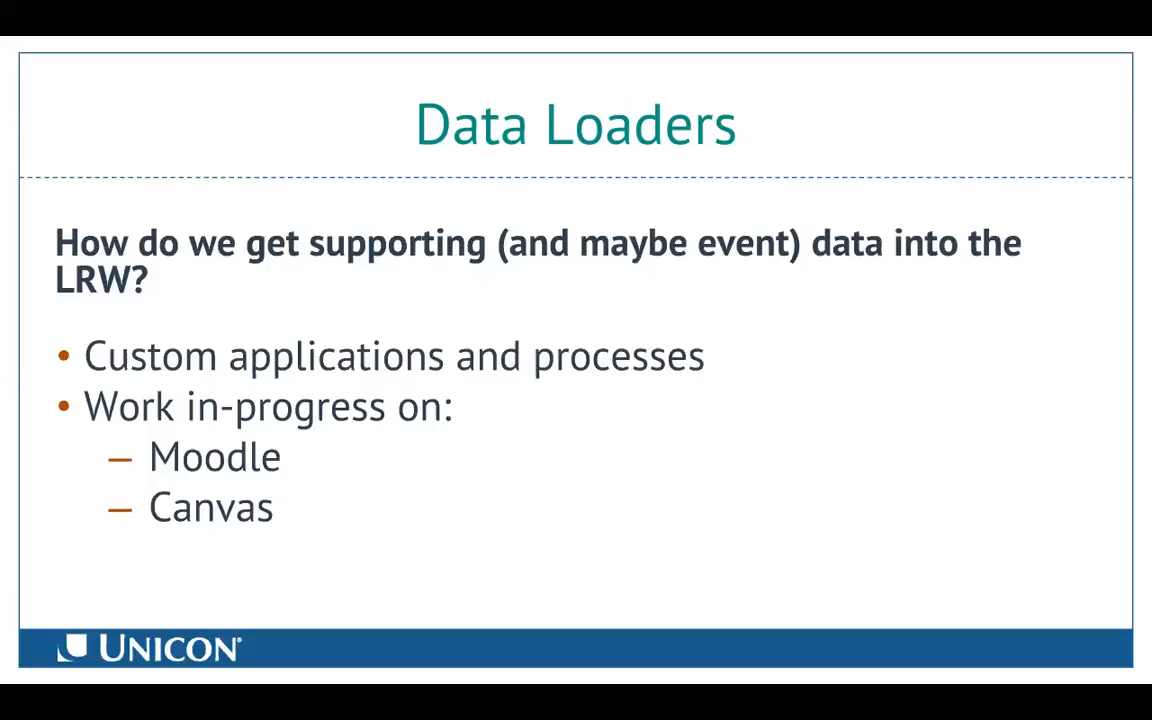 Data Loaders
How do we get supporting (and maybe event) data into the
LRW?
• Custom applications and processes
• Work in-progress on:
– Moodle
– Canvas
UNICON®